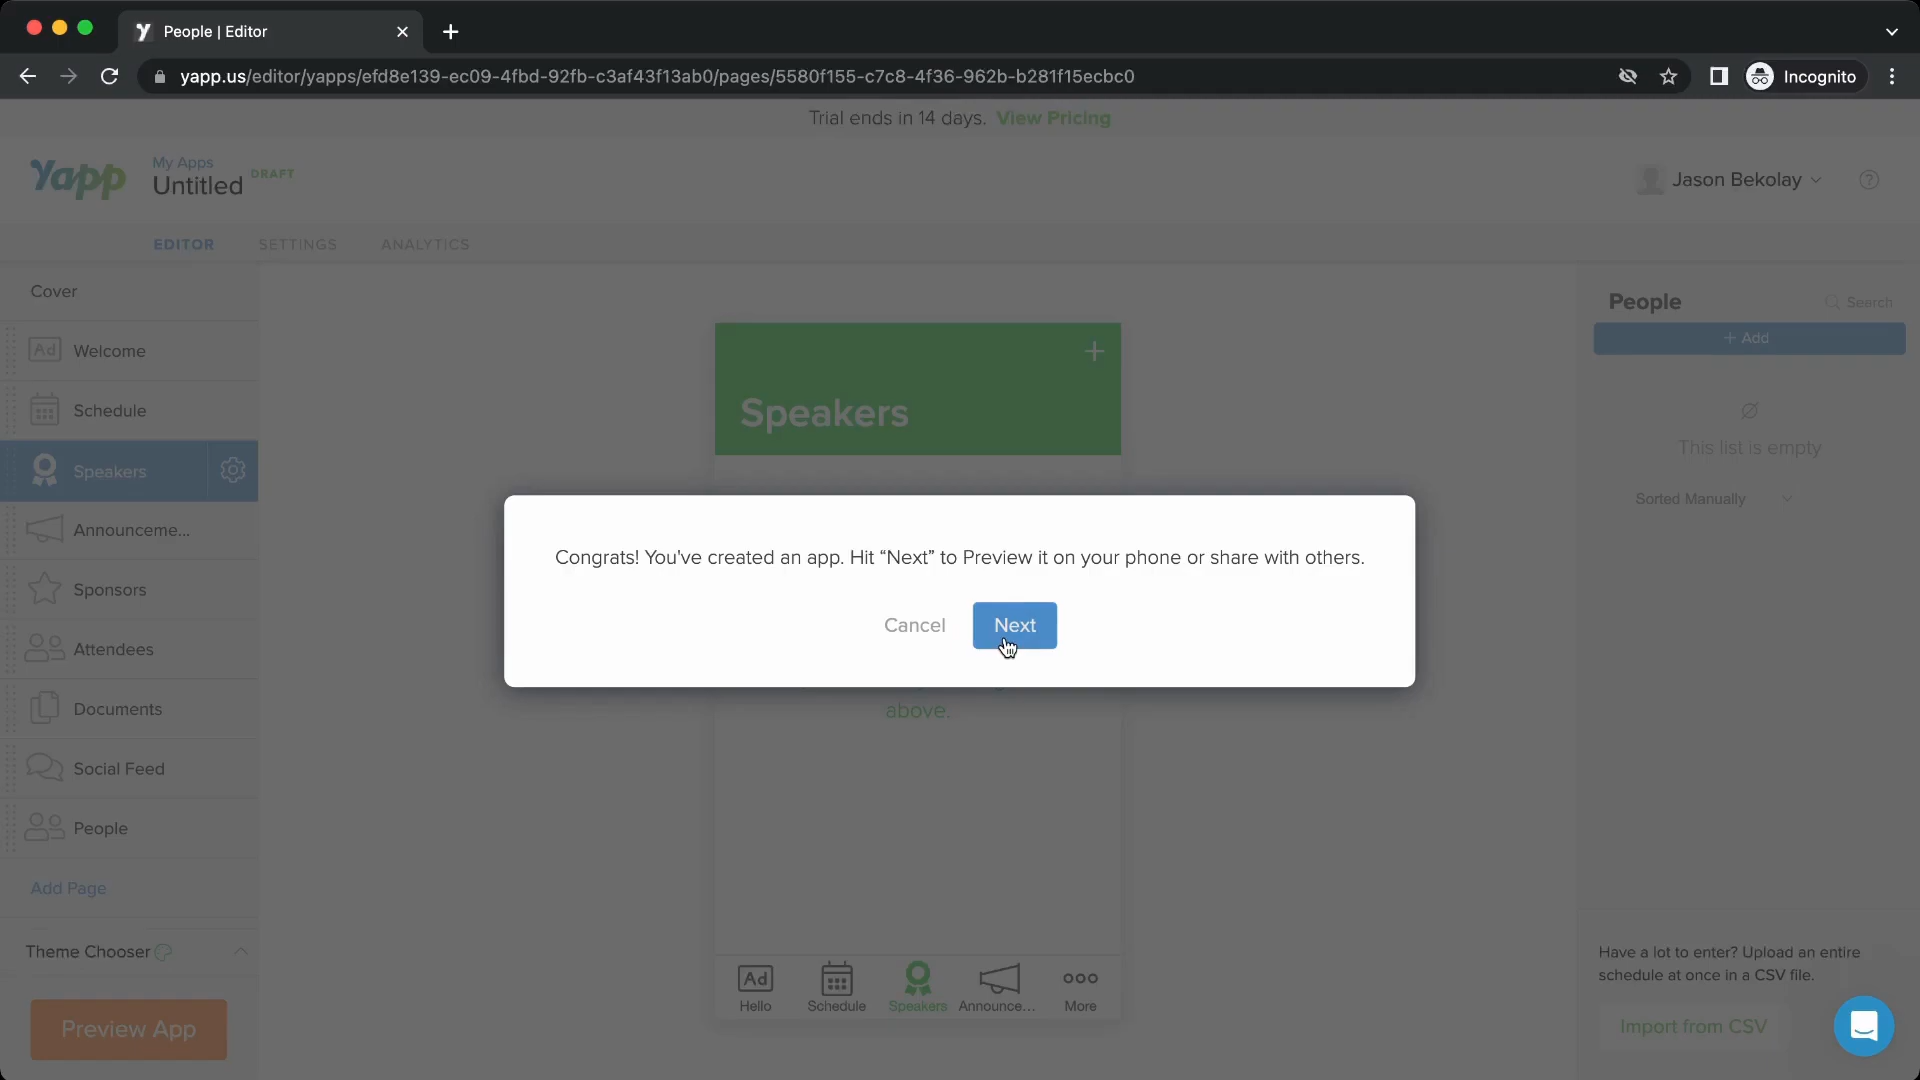 People | Editor
yapp.us/editor/yapps/efd8e139-ec09-4fbd-92fb-c3af43f13ab0/pages/5580f155-c7c8-4f36-962b-b281f15ecbc0
Incognito
Trial ends in 14 days. View Pricing
Yapp
My Apps
Untitled DRAFT
Jason Bekolay
EDITOR SETTINGS ANALYTICS
Cover
Ad Welcome
Schedule
Speakers
Announceme...
Sponsors
Attendees
Documents
Social Feed
People
Add Page
Theme Chooser
Preview App
+ Speakers
Congrats! You've created an app. Hit “Next” to Preview it on your phone or share with others.
Cancel Next
above.
Ad
Hello Schedule Speakers Announce... More
People Search
+ Add
This list is empty
Sorted Manually
Have a lot to enter? Upload an entire
schedule at once in a CSV file.
Import from CSV